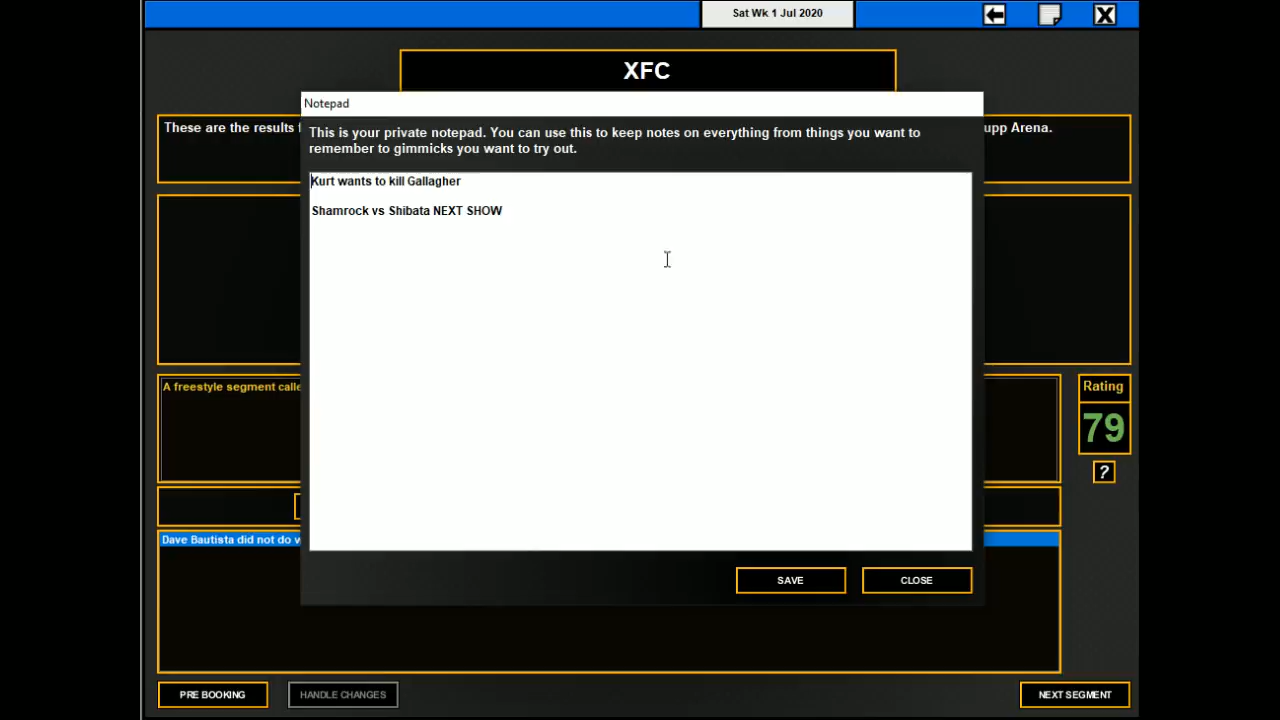 Sat Wk 1 Jul 2020
XFC
Notepad
These are the results
upp Arena.
This is your private notepad. You can use this to keep notes on everything from things you want to
remember to gimmicks you want to try out.
Kurt wants to kill Gallagher
Shamrock vs Shibata NEXT SHOW
A freestyle segment calle
Rating
79
?
Dave Bautista did not do
SAVE
CLOSE
PRE BOOKING
HANDLE CHANGES
NEXT SEGMENT